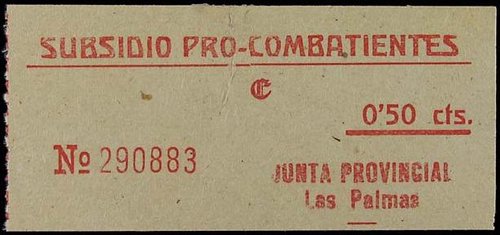 SUBSIDIO PRO-COMBATIENTES
C
0'50 cts.
Nº 290883
JUNTA PROVINCIAL
Las Palmas